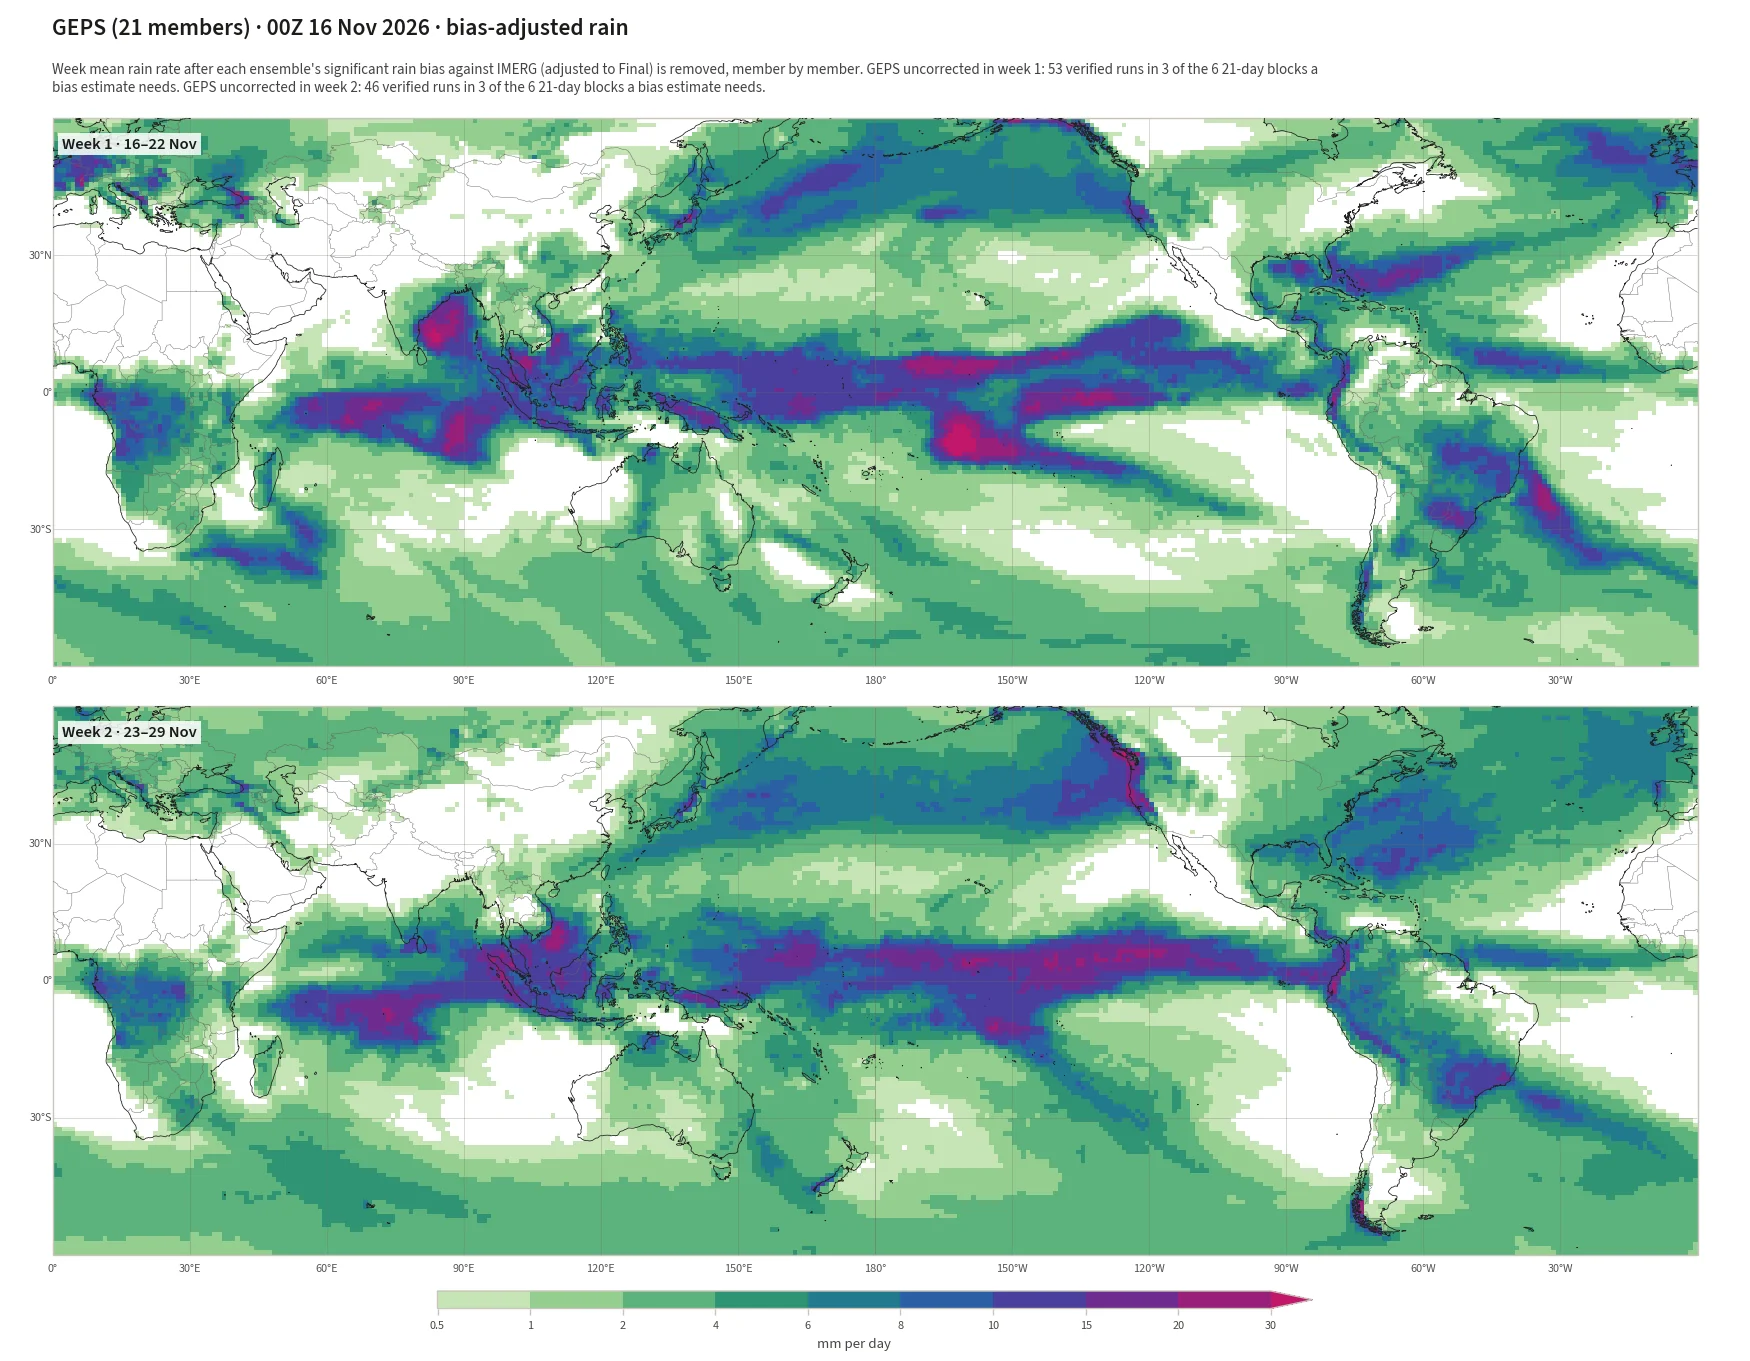 GEPS (21 members) · 00Z 16 Nov 2026 · bias-adjusted rain
Week mean rain rate after each ensemble's significant rain bias against IMERG (adjusted to Final) is removed, member by member. GEPS uncorrected in week 1: 53 verified runs in 3 of the 6 21-day blocks a
bias estimate needs. GEPS uncorrected in week 2: 46 verified runs in 3 of the 6 21-day blocks a bias estimate needs.
Week 1 · 16–22 Nov
30°N
0°
30°S
0° 30°E 60°E 90°E 120°E 150°E 180° 150°W 120°W 90°W 60°W 30°W
Week 2 · 23–29 Nov
30°N
0°
30°S
0° 30°E 60°E 90°E 120°E 150°E 180° 150°W 120°W 90°W 60°W 30°W
0.5 1 2 4 6 8 10 15 20 30
mm per day